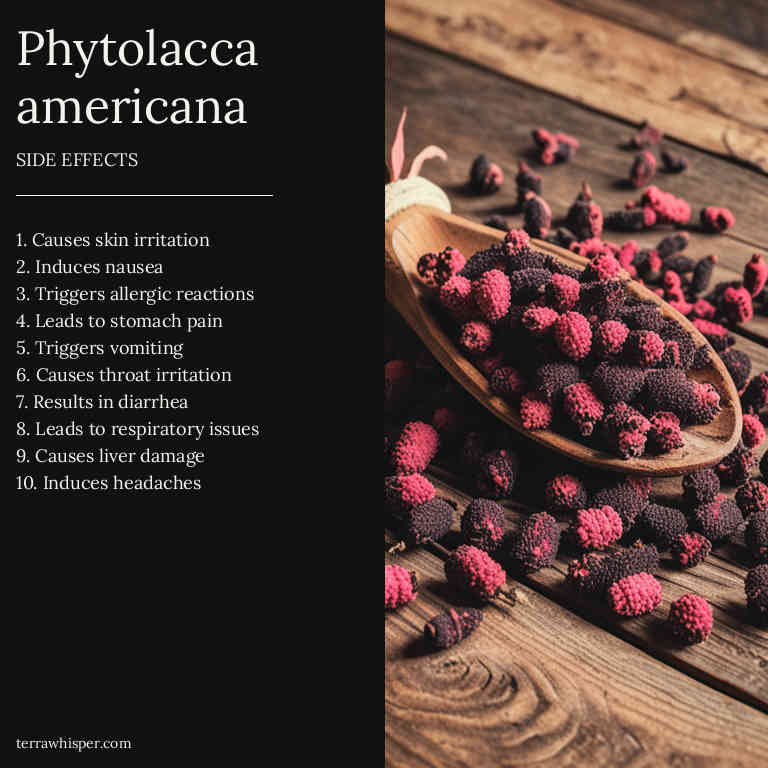 Phytolacca
americana
SIDE EFFECTS
1. Causes skin irritation
2. Induces nausea
3. Triggers allergic reactions
4. Leads to stomach pain
5. Triggers vomiting
6. Causes throat irritation
7. Results in diarrhea
8. Leads to respiratory issues
9. Causes liver damage
10. Induces headaches
terrawhisper.com